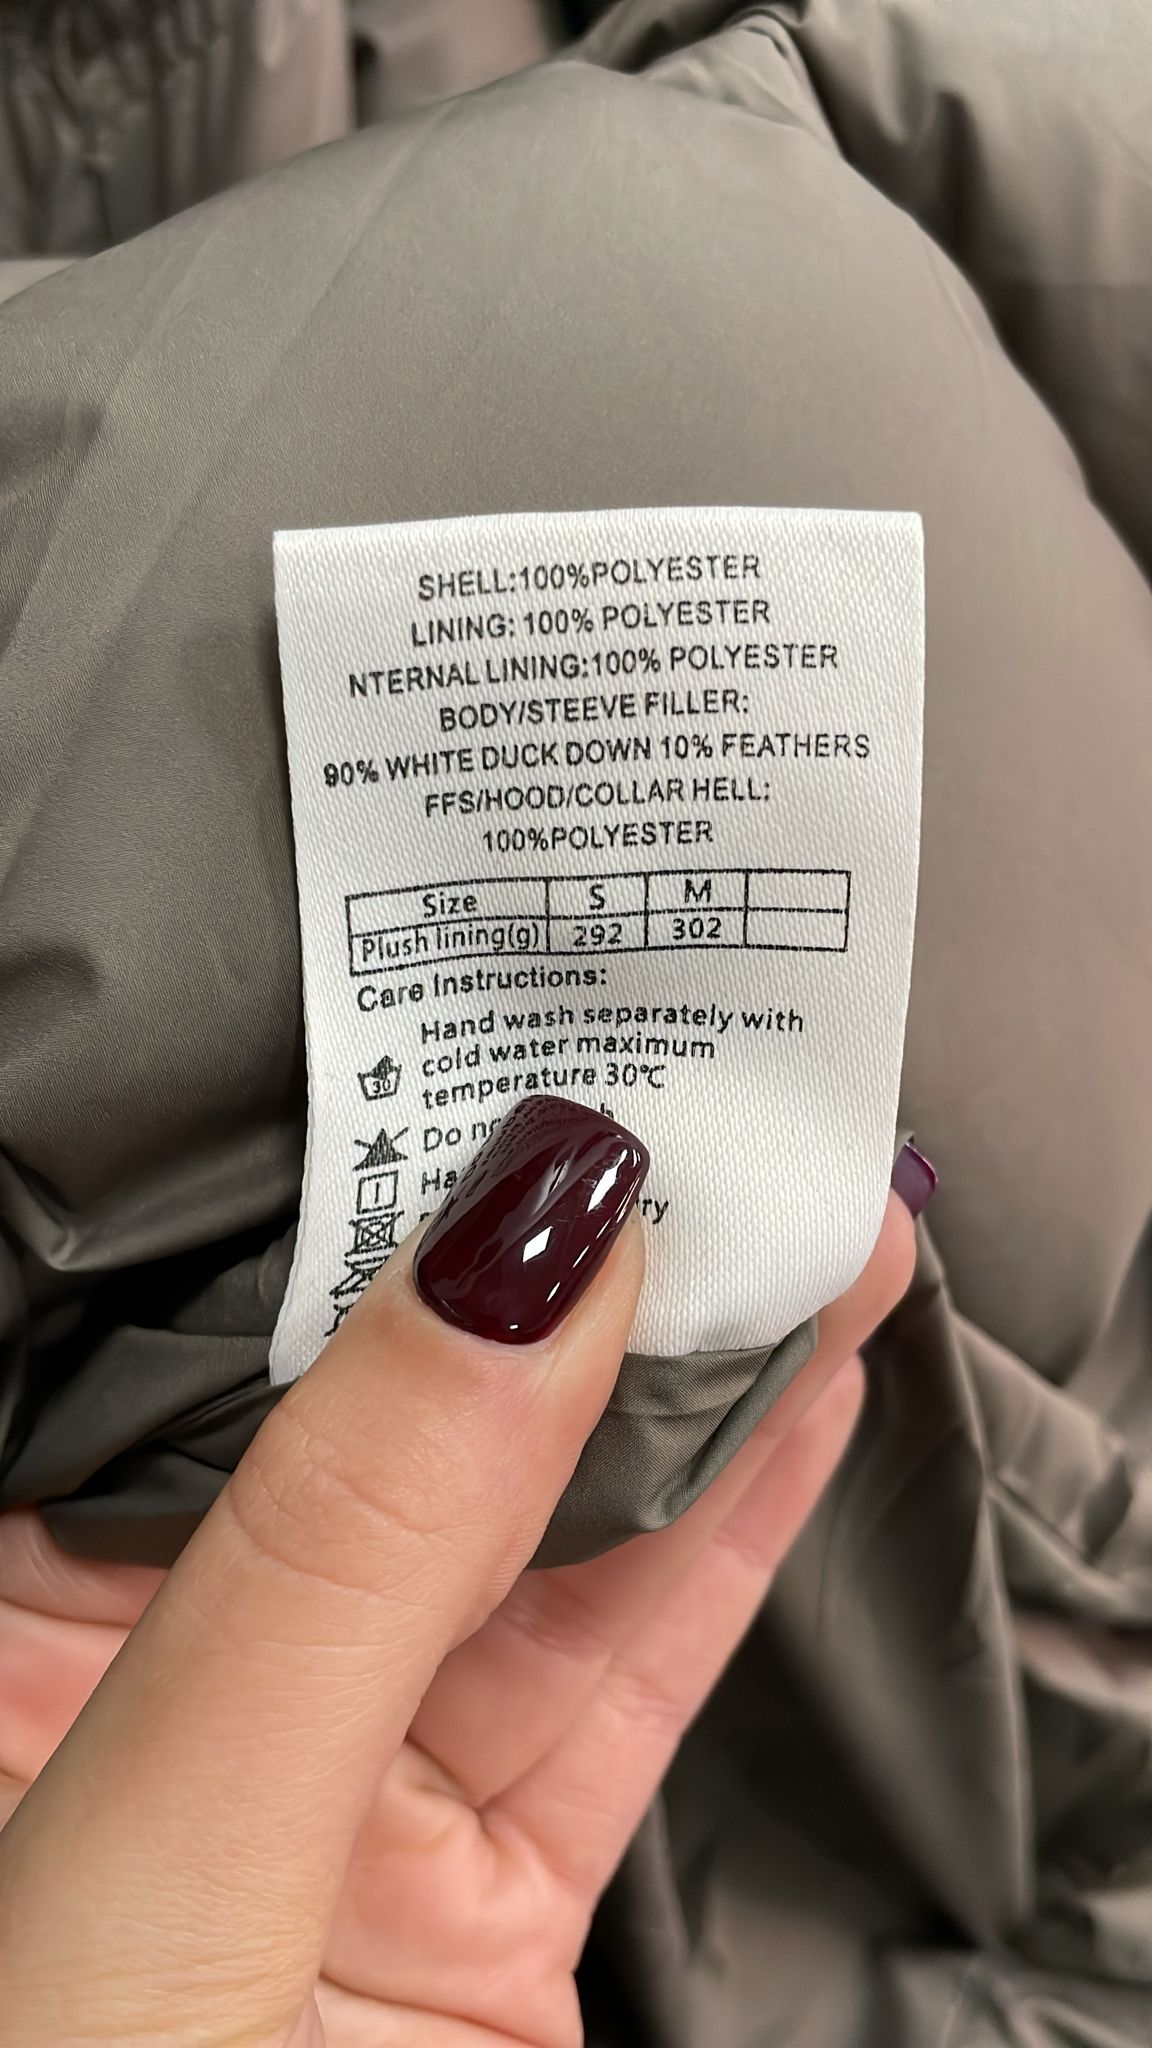 SHELL:100%POLYESTER
LINING: 100% POLYESTER
NTERNAL LINING:100% POLYESTER
BODY/STEEVE FILLER:
90% WHITE DUCK DOWN 10% FEATHERS
FFS/HOOD/COLLAR HELL:
100%POLYESTER
Size S M
Plush lining(g) 292 302
Care Instructions:
Hand wash separately with
cold water maximum
30 temperature 30℃
Do